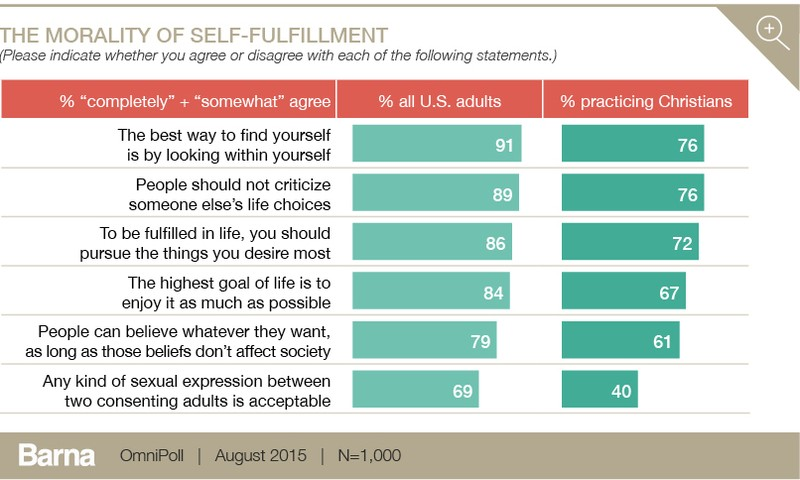 THE MORALITY OF SELF-FULFILLMENT
(Please indicate whether you agree or disagree with each of the following statements.)
% “completely” + “somewhat” agree % all U.S. adults % practicing Christians
The best way to find yourself
is by looking within yourself 91 76
People should not criticize
someone else’s life choices 89 76
To be fulfilled in life, you should
pursue the things you desire most 86 72
The highest goal of life is to
enjoy it as much as possible 84 67
People can believe whatever they want,
as long as those beliefs don’t affect society 79 61
Any kind of sexual expression between
two consenting adults is acceptable 69 40
Barna OmniPoll | August 2015 | N=1,000